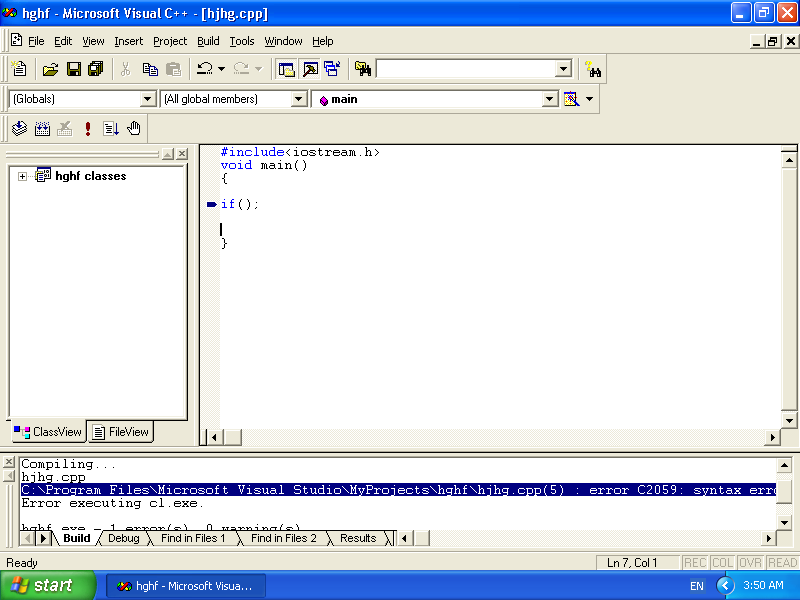 hghf - Microsoft Visual C++ - [hjhg.cpp]
File Edit View Insert Project Build Tools Window Help
(Globals) (All global members) main
hghf classes
#include<iostream.h>
void main()
{
if();
}
ClassView FileView
Compiling...
hjhg.cpp
C:\Program Files\Microsoft Visual Studio\MyProjects\hghf\hjhg.cpp(5) : error C2059: syntax erro
Error executing cl.exe.
hghf.exe - 1 error(s), 0 warning(s)
Build Debug Find in Files 1 Find in Files 2 Results
Ready Ln 7, Col 1 REC COL OVR READ
start hghf - Microsoft Visua... EN 3:50 AM